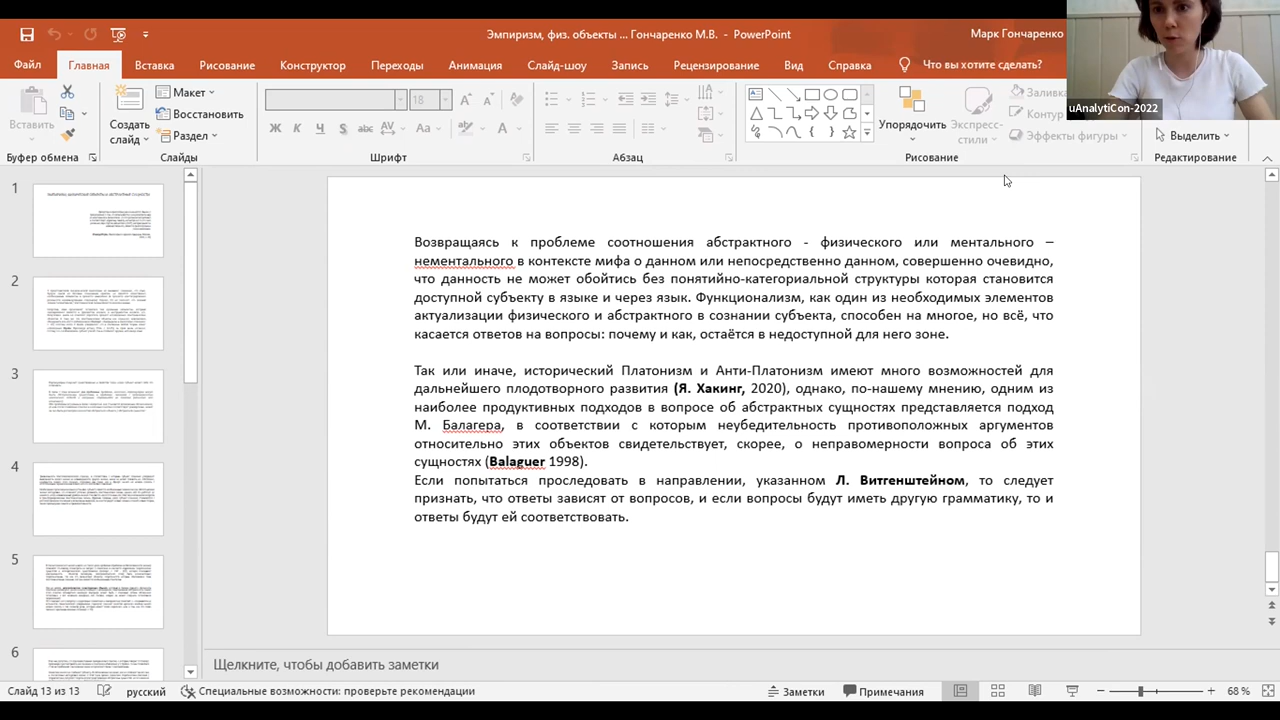 Эмпиризм, физ. объекты ... Гончаренко М.В. - PowerPoint
Марк Гончаренко
Файл Главная Вставка Рисование Конструктор Переходы Анимация Слайд-шоу Запись Рецензирование Вид Справка Что вы хотите сделать?
uAnalytiCon-2022
Вставить
Создать слайд
Макет
Восстановить
Раздел
18
Ж К Ч S abc AV Aa
Упорядочить
Экспресс-стили
Заливка
Контур
Эффекты фигуры
Выделить
Буфер обмена Слайды Шрифт Абзац Рисование Редактирование
1
2
3
4
5
6
Возвращаясь к проблеме соотношения абстрактного - физического или ментального –
нементального в контексте мифа о данном или непосредственно данном, совершенно очевидно,
что данность не может обойтись без понятийно-категориальной структуры которая становится
доступной субъекту в языке и через язык. Функционализм, как один из необходимых элементов
актуализации физического и абстрактного в сознании субъекта способен на многое, но всё, что
касается ответов на вопросы: почему и как, остаётся в недоступной для него зоне.
Так или иначе, исторический Платонизм и Анти-Платонизм имеют много возможностей для
дальнейшего плодотворного развития (Я. Хакинг, 2020),однако по-нашему мнению, одним из
наиболее продуктивных подходов в вопросе об абстрактных сущностях представляется подход
М. Балагера, в соответствии с которым неубедительность противоположных аргументов
относительно этих объектов свидетельствует, скорее, о неправомерности вопроса об этих
сущностях (Balaguer 1998).
Если попытаться проследовать в направлении, указанном Л. Витгенштейном, то следует
признать, что ответы зависят от вопросов, и если вопросы будут иметь другую грамматику, то и
ответы будут ей соответствовать.
Щелкните, чтобы добавить заметки
Слайд 13 из 13 русский Специальные возможности: проверьте рекомендации Заметки Примечания 68 %